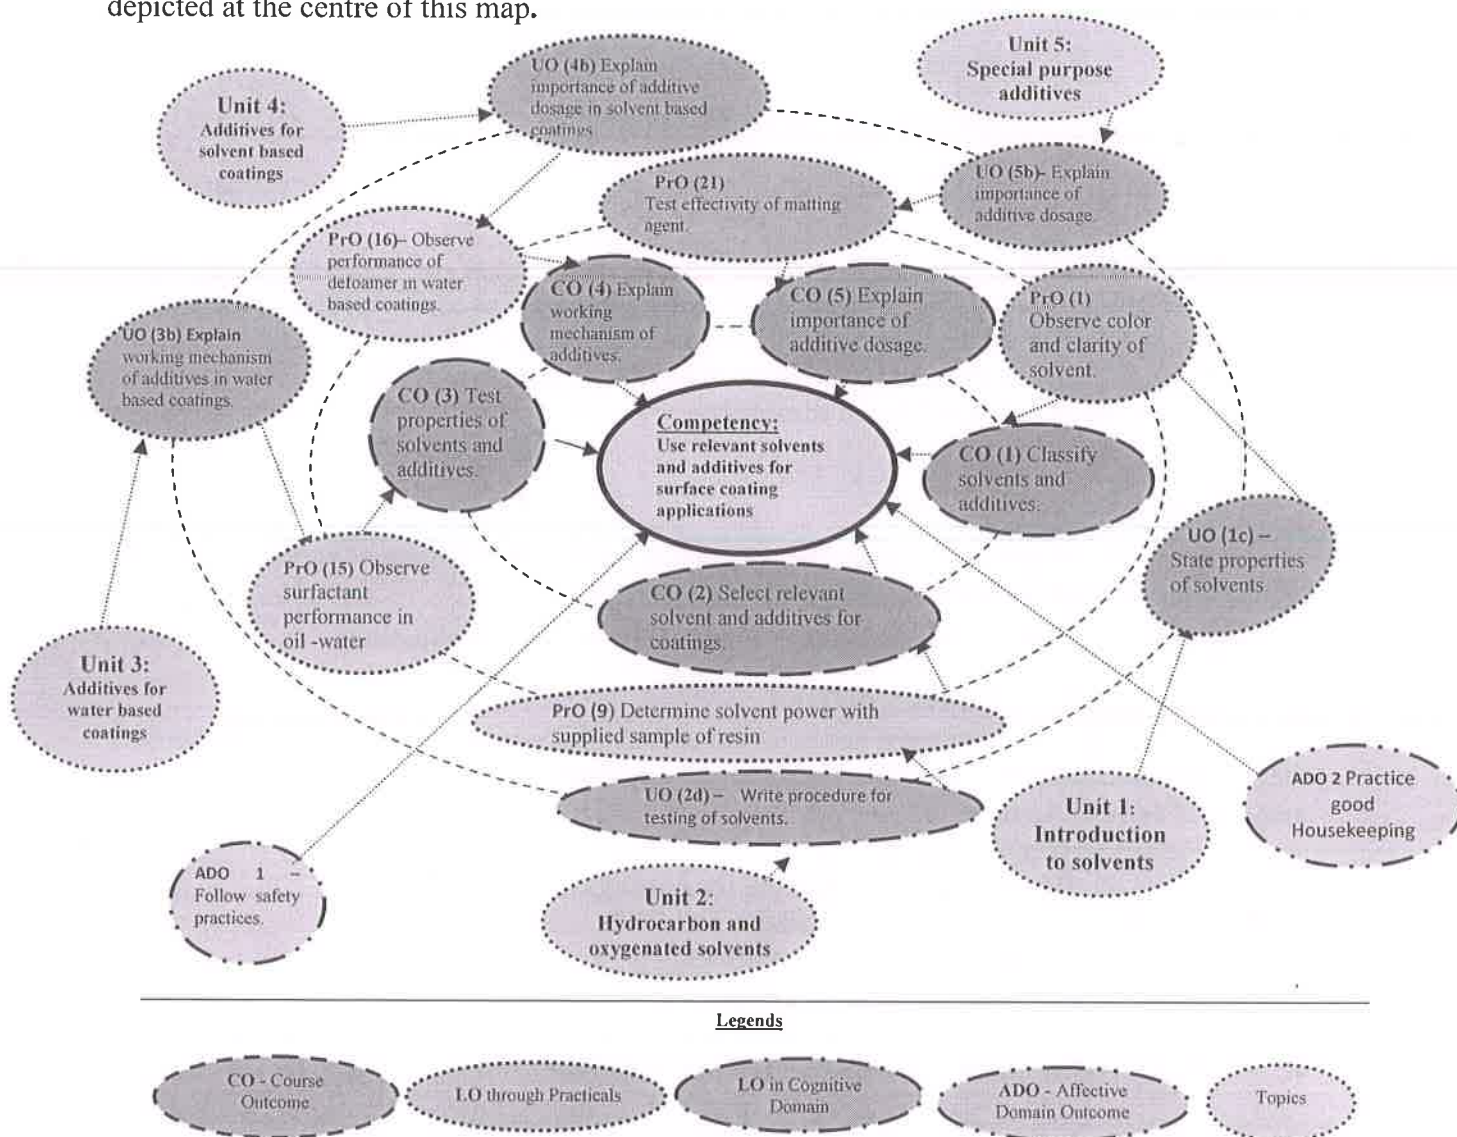 depicted at the centre of this map.
Unit 5:
Special purpose
additives
UO (4b) Explain
importance of additive
dosage in solvent based
coatings
Unit 4:
Additives for
solvent based
coatings
UO (5b)- Explain
importance of
additive dosage.
PrO (21)
Test effectivity of matting
agent.
PrO (16)– Observe
performance of
defoamer in water
based coatings.
CO (4) Explain
working
mechanism of
additives.
CO (5) Explain
importance of
additive dosage.
PrO (1)
Observe color
and clarity of
solvent.
UO (3b) Explain
working mechanism
of additives in water
based coatings.
CO (3) Test
properties of
solvents and
additives.
Competency:
Use relevant solvents
and additives for
surface coating
applications
CO (1) Classify
solvents and
additives.
UO (1c) –
State properties
of solvents.
PrO (15) Observe
surfactant
performance in
oil -water
CO (2) Select relevant
solvent and additives for
coatings.
Unit 3:
Additives for
water based
coatings
PrO (9) Determine solvent power with
supplied sample of resin
UO (2d) – Write procedure for
testing of solvents.
Unit 1:
Introduction
to solvents
ADO 2 Practice
good
Housekeeping
ADO 1 –
Follow safety
practices.
Unit 2:
Hydrocarbon and
oxygenated solvents
Legends
CO - Course
Outcome
LO through Practicals
LO in Cognitive
Domain
ADO - Affective
Domain Outcome
Topics